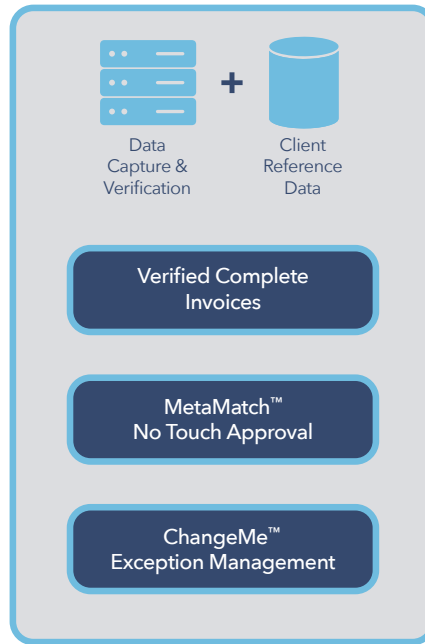 +
Data
Capture &
Verification
Client
Reference
Data
Verified Complete
Invoices
MetaMatch™
No Touch Approval
ChangeMe™
Exception Management